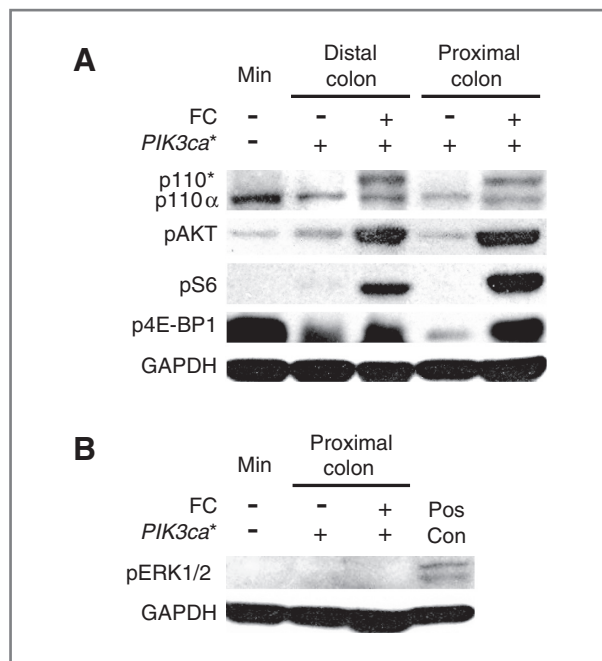 A
Min
Distal
colon
Proximal
colon
FC - - + - +
PIK3ca* - + + + +
p110*
p110α
pAKT
pS6
p4E-BP1
GAPDH
B
Min
Proximal
colon
FC - - + Pos
PIK3ca* - + + Con
pERK1/2
GAPDH